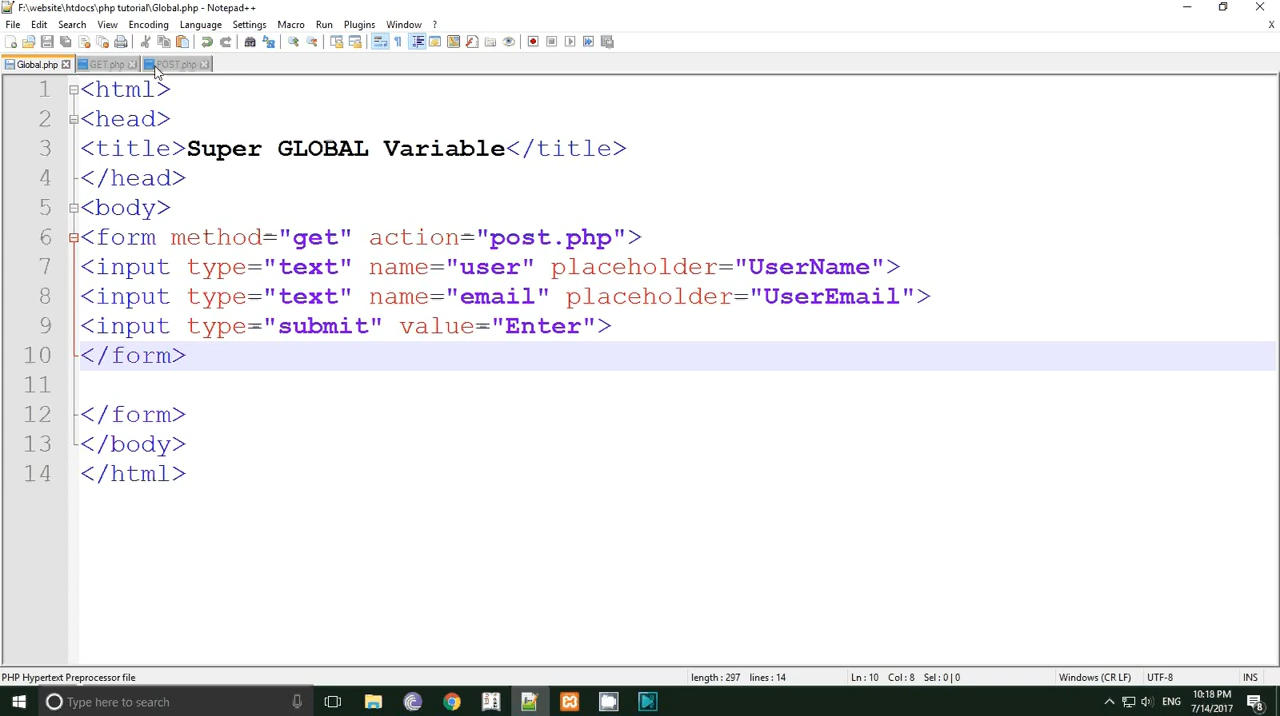 F:\website\htdocs\php tutorial\Global.php - Notepad++
File Edit Search View Encoding Language Settings Macro Run Plugins Window ? X
Global.php GET.php POST.php
1 <html>
2 <head>
3 <title>Super GLOBAL Variable</title>
4 </head>
5 <body>
6 <form method="get" action="post.php">
7 <input type="text" name="user" placeholder="UserName">
8 <input type="text" name="email" placeholder="UserEmail">
9 <input type="submit" value="Enter">
10 </form>
11
12 </form>
13 </body>
14 </html>
PHP Hypertext Preprocessor file length : 297 lines : 14 Ln : 10 Col : 8 Sel : 0 | 0 Windows (CR LF) UTF-8 INS
Type here to search ENG 10:18 PM
7/14/2017